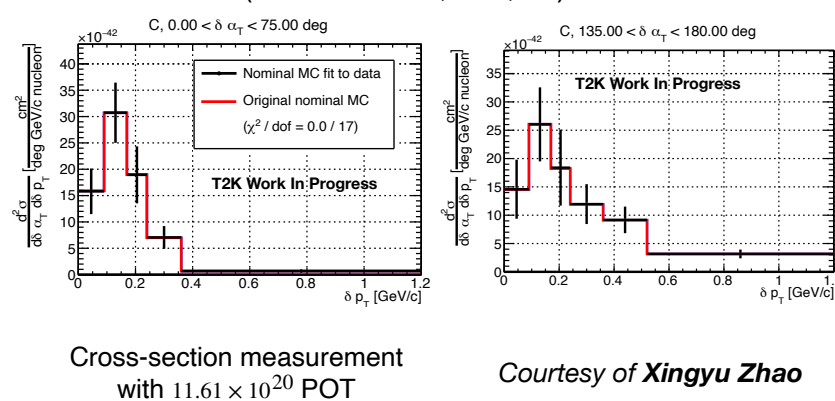 C, 0.00 < δ α_T < 75.00 deg
×10⁻⁴²
d²σ / dδ α_T dδ p_T [cm² / deg GeV/c nucleon]
40
35
30
25
20
15
10
5
0
Nominal MC fit to data
Original nominal MC
(χ² / dof = 0.0 / 17)
T2K Work In Progress
0 0.2 0.4 0.6 0.8 1 1.2
δ p_T [GeV/c]
C, 135.00 < δ α_T < 180.00 deg
×10⁻⁴²
d²σ / dδ α_T dδ p_T [cm² / deg GeV/c nucleon]
35
30
25
20
15
10
5
0
T2K Work In Progress
0 0.2 0.4 0.6 0.8 1 1.
δ p_T [GeV/c]
Cross-section measurement
with 11.61 × 10²⁰ POT
Courtesy of Xingyu Zhao